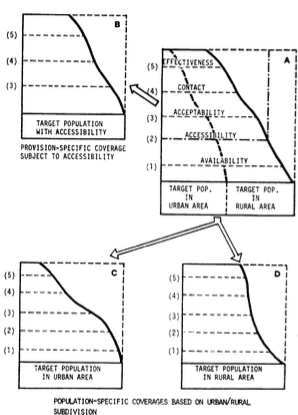 B
(5)
(4)
(3)
TARGET POPULATION
WITH ACCESSIBILITY
PROVISION-SPECIFIC COVERAGE
SUBJECT TO ACCESSIBILITY
A
EFFECTIVENESS
(5)
CONTACT
(4)
ACCEPTABILITY
(3)
ACCESSIBILITY
(2)
AVAILABILITY
(1)
TARGET POP. TARGET POP.
IN IN
URBAN AREA RURAL AREA
C
(5)
(4)
(3)
(2)
(1)
TARGET POPULATION
IN URBAN AREA
D
(5)
(4)
(3)
(2)
(1)
TARGET POPULATION
IN RURAL AREA
POPULATION-SPECIFIC COVERAGES BASED ON URBAN/RURAL
SUBDIVISION